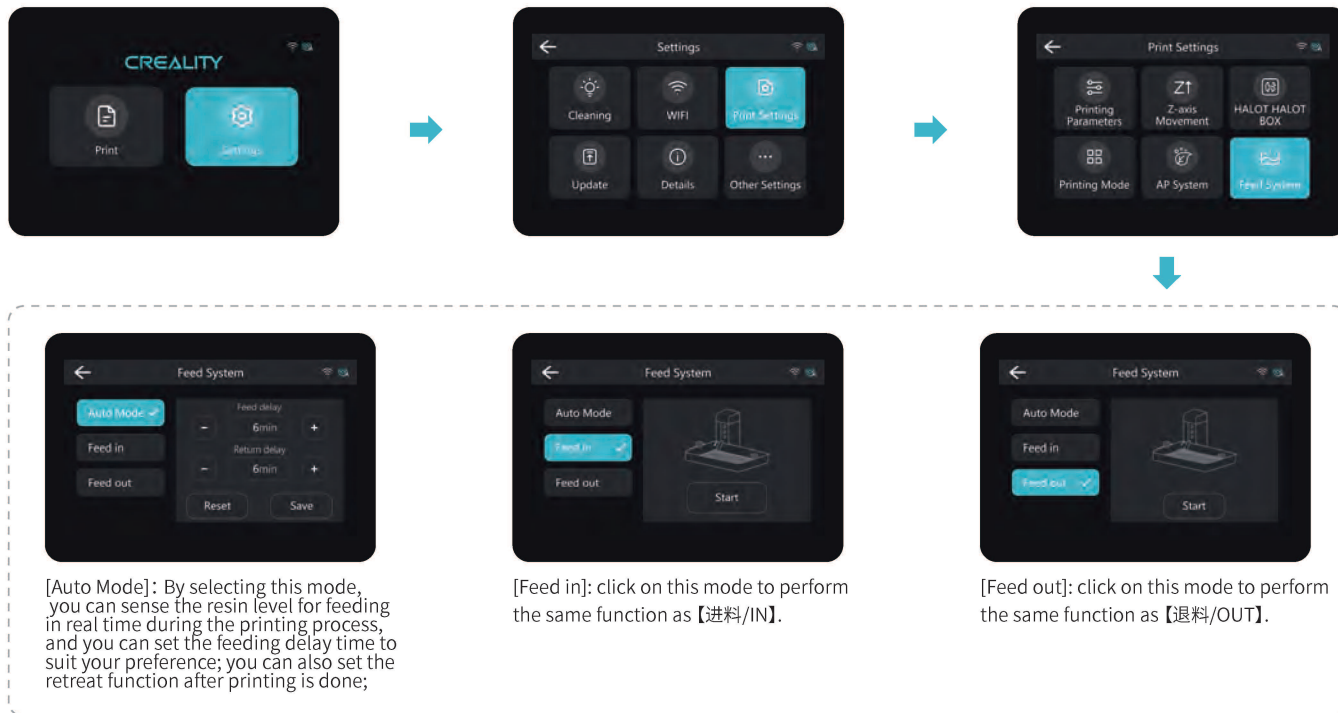 CREALITY
Print
Settings
Settings
Cleaning
WIFI
Print Settings
Update
Details
Other Settings
Print Settings
Printing
Parameters
Z-axis
Movement
HALOT HALOT
BOX
Printing Mode
AP System
Feed System
Feed System
Auto Mode
Feed in
Feed out
Feed delay
-
6min
+
Return delay
-
6min
+
Reset
Save
[Auto Mode]: By selecting this mode,
you can sense the resin level for feeding
in real time during the printing process,
and you can set the feeding delay time to
suit your preference; you can also set the
retreat function after printing is done;
Feed System
Auto Mode
Feed in
Feed out
Start
[Feed in]: click on this mode to perform
the same function as【进料/IN】.
Feed System
Auto Mode
Feed in
Feed out
Start
[Feed out]: click on this mode to perform
the same function as【退料/OUT】.